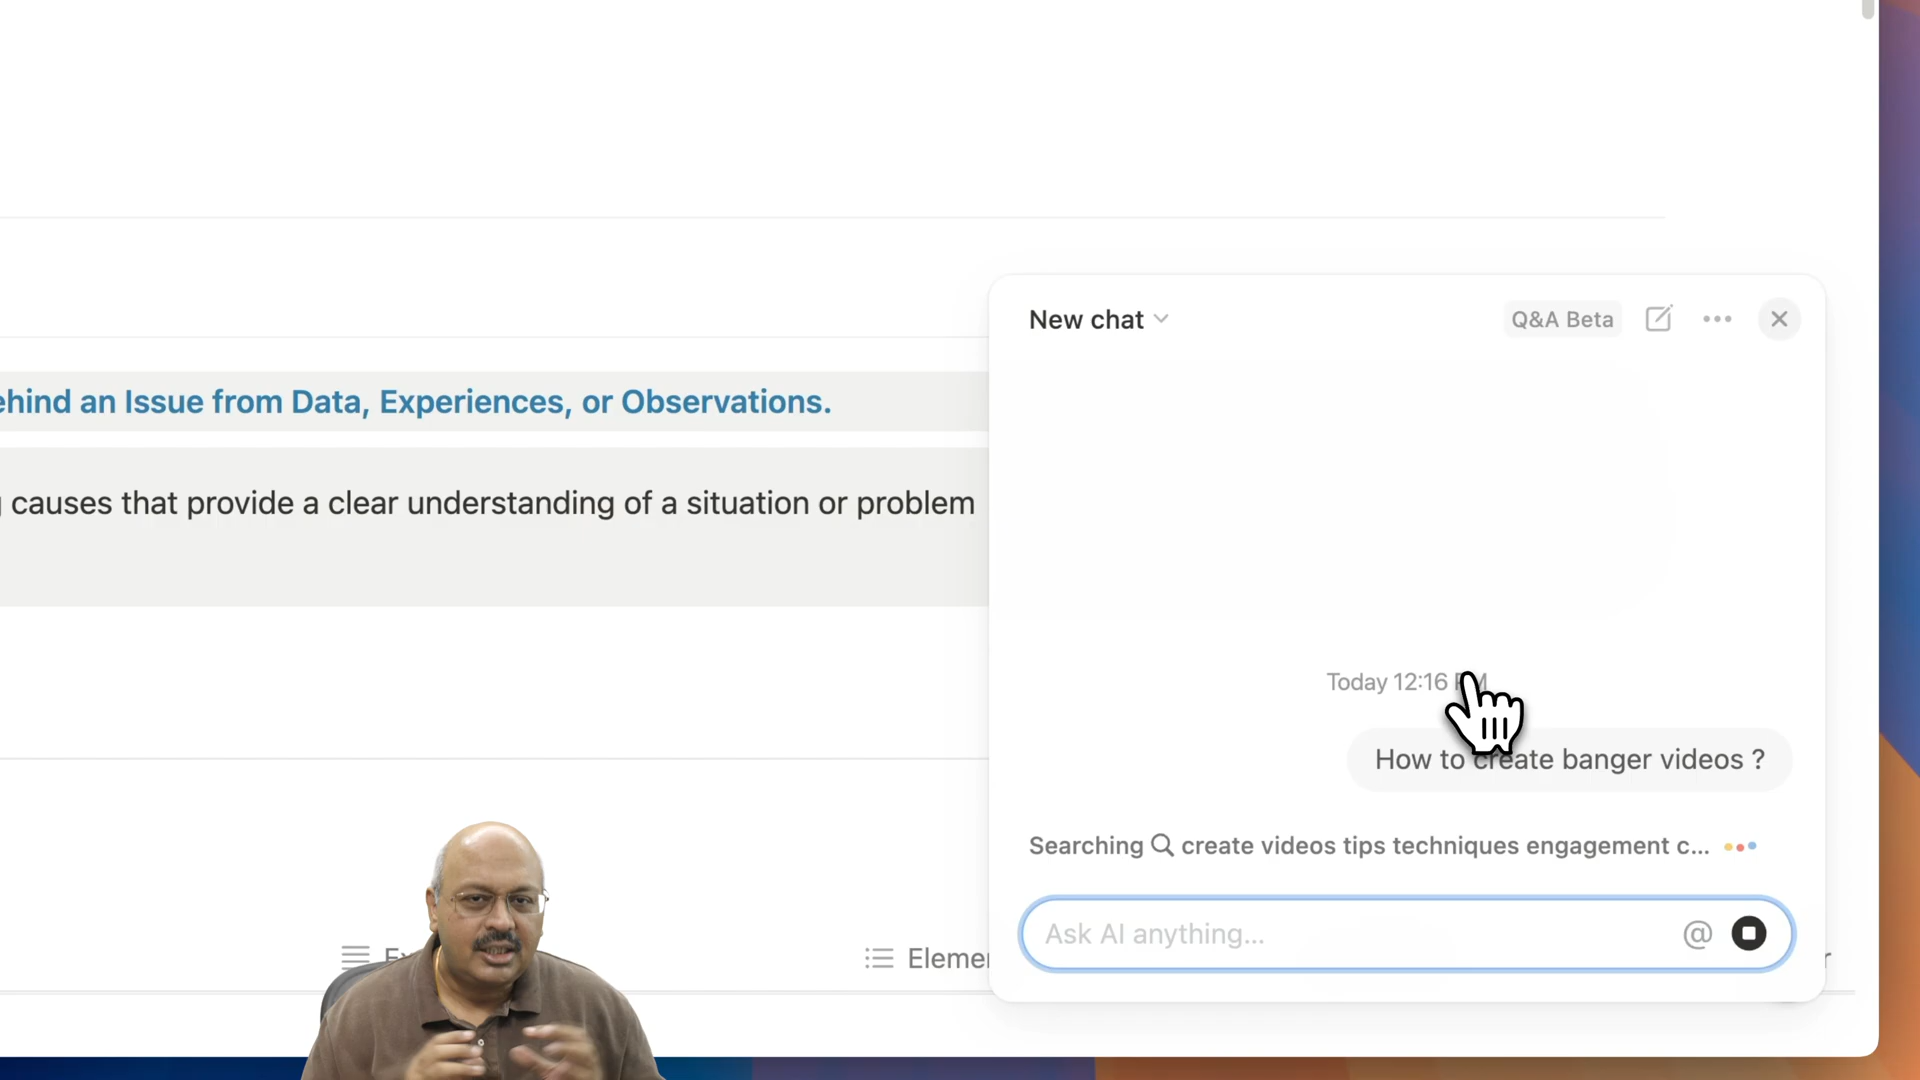 New chat
Q&A Beta
ehind an Issue from Data, Experiences, or Observations.
causes that provide a clear understanding of a situation or problem
Today 12:16 PM
How to create banger videos ?
Searching create videos tips techniques engagement c...
Ask AI anything...
@
Eleme